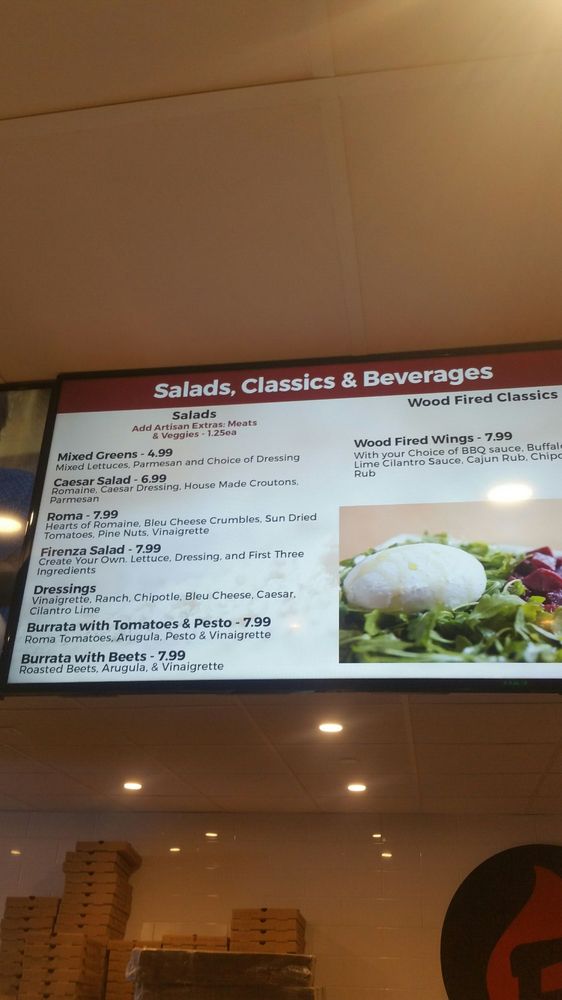 Salads, Classics & Beverages
Salads
Add Artisan Extras: Meats
& Veggies - 1.25ea
Mixed Greens - 4.99
Mixed Lettuces, Parmesan and Choice of Dressing
Caesar Salad - 6.99
Romaine, Caesar Dressing, House Made Croutons,
Parmesan
Roma - 7.99
Hearts of Romaine, Bleu Cheese Crumbles, Sun Dried
Tomatoes, Pine Nuts, Vinaigrette
Firenza Salad - 7.99
Create Your Own. Lettuce, Dressing, and First Three
Ingredients
Dressings
Vinaigrette, Ranch, Chipotle, Bleu Cheese, Caesar,
Cilantro Lime
Burrata with Tomatoes & Pesto - 7.99
Roma Tomatoes, Arugula, Pesto & Vinaigrette
Burrata with Beets - 7.99
Roasted Beets, Arugula, & Vinaigrette
Wood Fired Classics
Wood Fired Wings - 7.99
With your Choice of BBQ sauce,
Lime Cilantro Sauce, Cajun Rub,
Rub